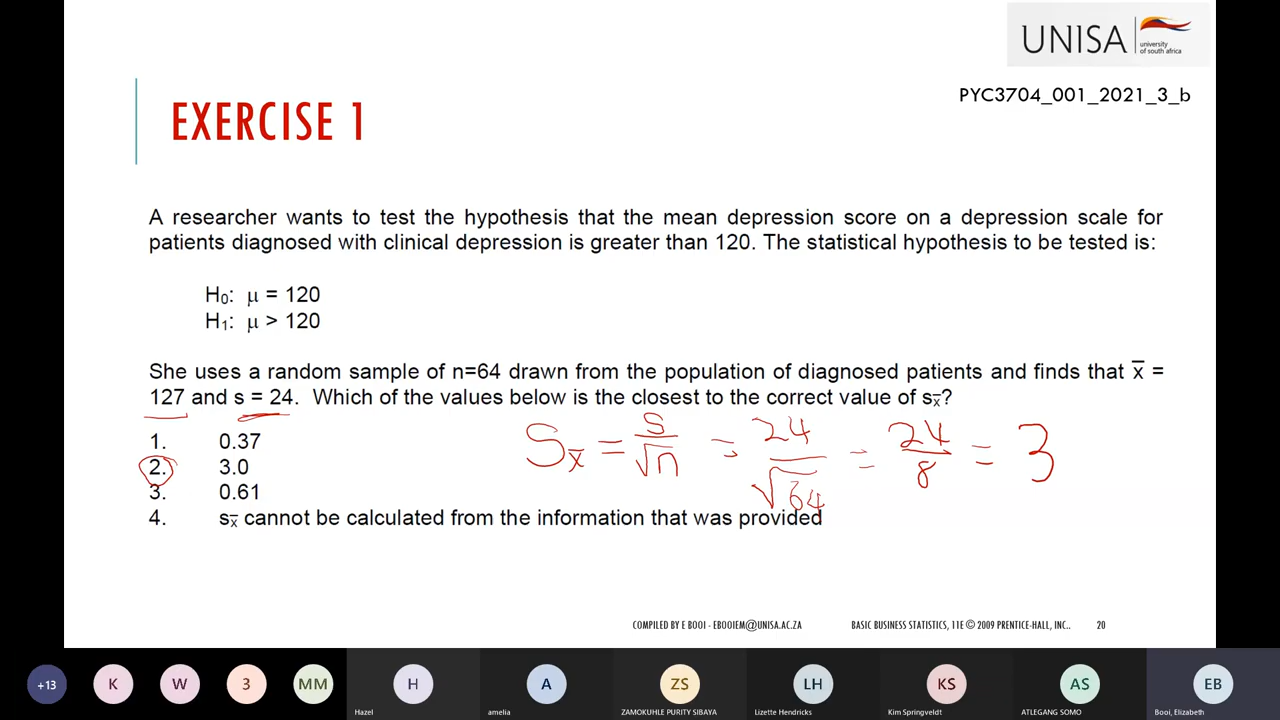 UNISA university of south africa
PYC3704_001_2021_3_b
EXERCISE 1
A researcher wants to test the hypothesis that the mean depression score on a depression scale for
patients diagnosed with clinical depression is greater than 120. The statistical hypothesis to be tested is:
H₀: μ = 120
H₁: μ > 120
She uses a random sample of n=64 drawn from the population of diagnosed patients and finds that x̅ =
127 and s = 24. Which of the values below is the closest to the correct value of sx̅?
1. 0.37
2. 3.0
3. 0.61
4. sx̅ cannot be calculated from the information that was provided
Sx̅ = s/√n = 24/√64 = 24/8 = 3
COMPILED BY E BOOI - EBOOIEM@UNISA.AC.ZA BASIC BUSINESS STATISTICS, 11E © 2009 PRENTICE-HALL, INC.. 20
+13 K W 3 MM H A ZS LH KS AS EB
Hazel amelia ZAMOKUHLE PURITY SIBAYA Lizette Hendricks Kim Springveldt ATLEGANG SOMO Booi, Elizabeth